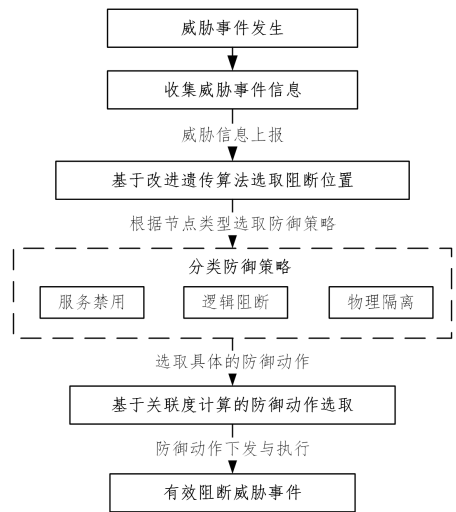 威胁事件发生
收集威胁事件信息
威胁信息上报
基于改进遗传算法选取阻断位置
根据节点类型选取防御策略
分类防御策略
服务禁用
逻辑阻断
物理隔离
选取具体的防御动作
基于关联度计算的防御动作选取
防御动作下发与执行
有效阻断威胁事件